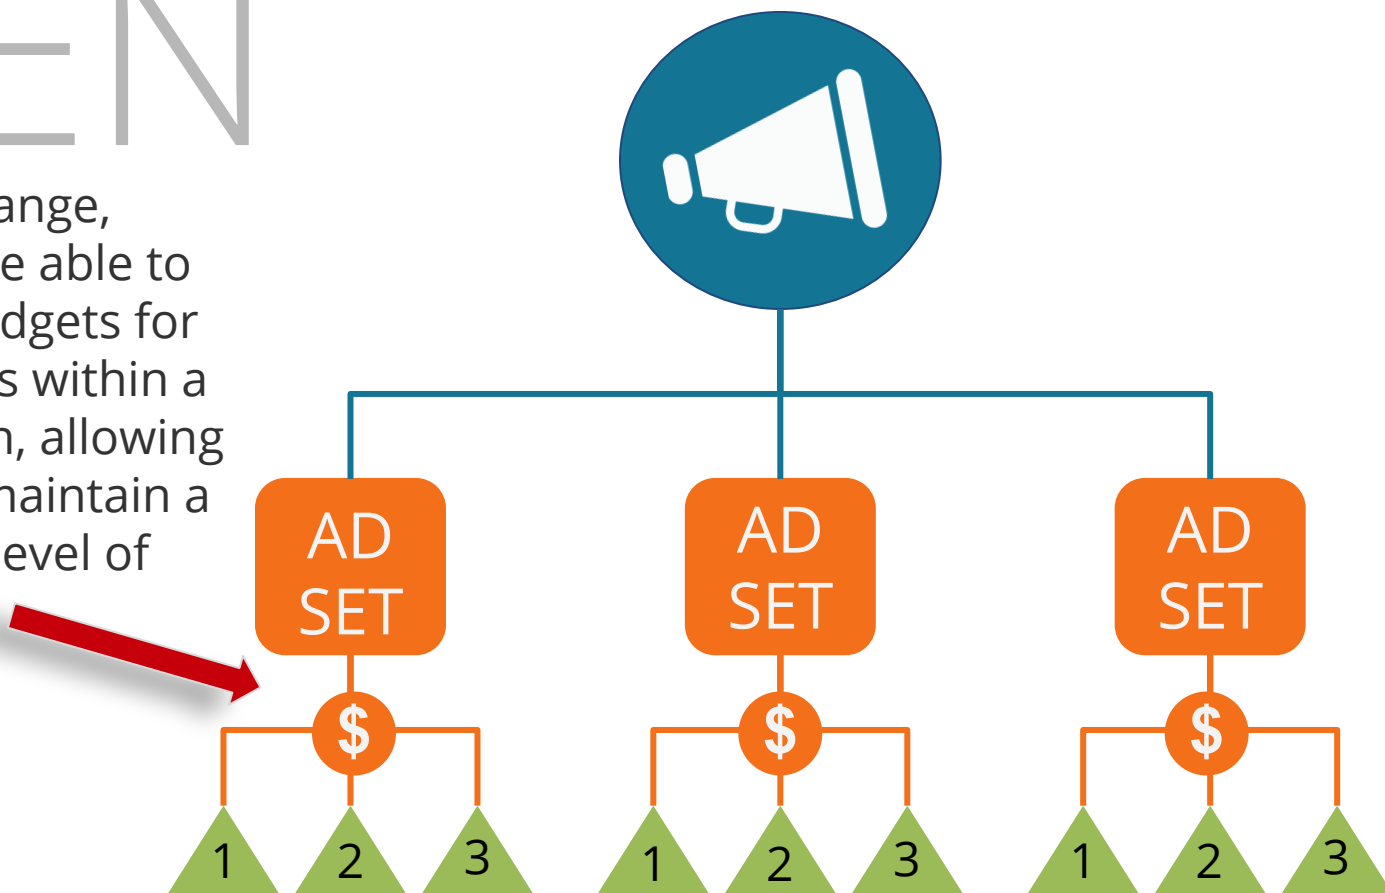 EN
ange,
e able to
dgets for
s within a
n, allowing
naintain a
evel of
AD
SET
AD
SET
AD
SET
$
$
$
1
2
3
1
2
3
1
2
3